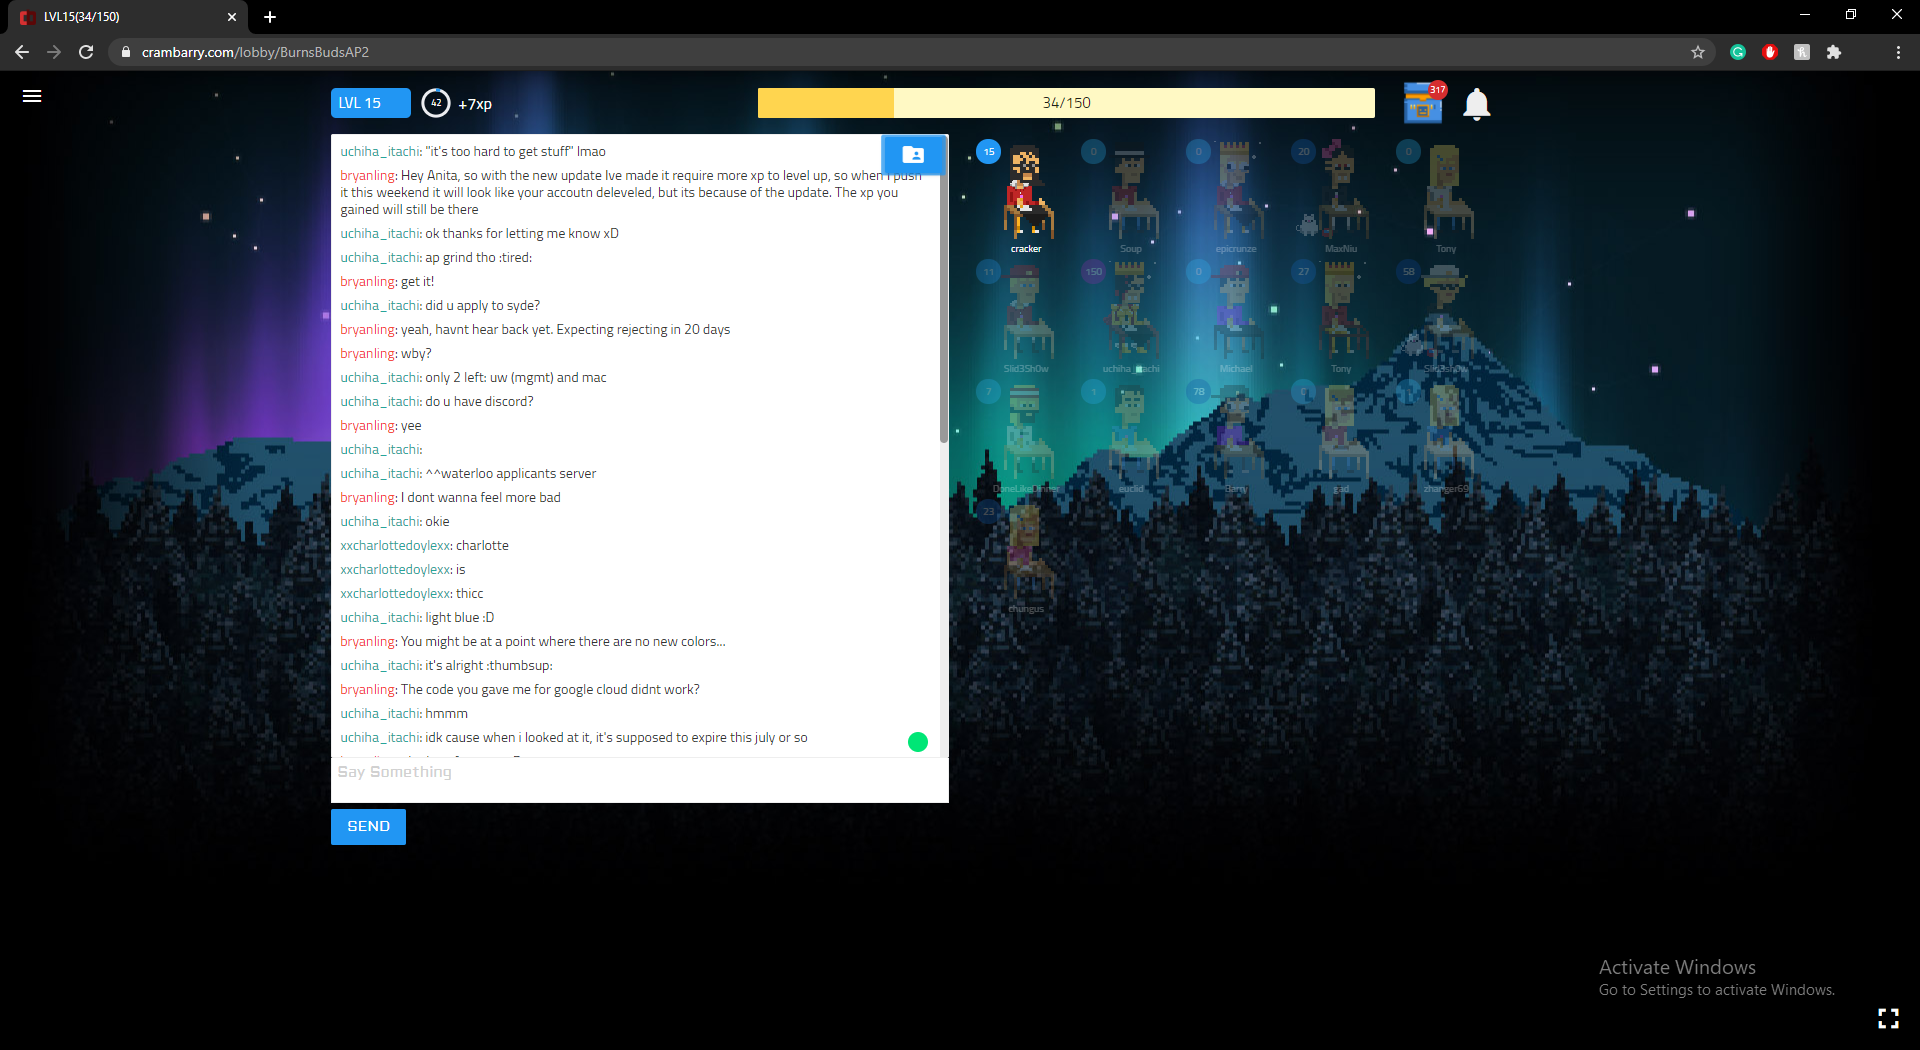 LVL15(34/150)
crambarry.com/lobby/BurnsBudsAP2
LVL 15
42
+7xp
34/150
317
uchiha_itachi: "it's too hard to get stuff" lmao
bryanling: Hey Anita, so with the new update Ive made it require more xp to level up, so when I push
it this weekend it will look like your accoutn deleveled, but its because of the update. The xp you
gained will still be there
uchiha_itachi: ok thanks for letting me know xD
uchiha_itachi: ap grind tho :tired:
bryanling: get it!
uchiha_itachi: did u apply to syde?
bryanling: yeah, havnt hear back yet. Expecting rejecting in 20 days
bryanling: wby?
uchiha_itachi: only 2 left: uw (mgmt) and mac
uchiha_itachi: do u have discord?
bryanling: yee
uchiha_itachi:
uchiha_itachi: ^^waterloo applicants server
bryanling: I dont wanna feel more bad
uchiha_itachi: okie
xxcharlottedoylexx: charlotte
xxcharlottedoylexx: is
xxcharlottedoylexx: thicc
uchiha_itachi: light blue :D
bryanling: You might be at a point where there are no new colors...
uchiha_itachi: it's alright :thumbsup:
bryanling: The code you gave me for google cloud didnt work?
uchiha_itachi: hmmm
uchiha_itachi: idk cause when i looked at it, it's supposed to expire this july or so
Say Something
SEND
15
0
0
20
0
cracker
Soup
epicrunze
MaxNiu
Tony
11
150
0
27
58
Slid35h0w
uchiha_itachi
Michael
Tony
Slid3sh0w
7
1
78
DoneLikeDinner
euclid
Barry
gad
zhanger69
23
chungus
Activate Windows
Go to Settings to activate Windows.